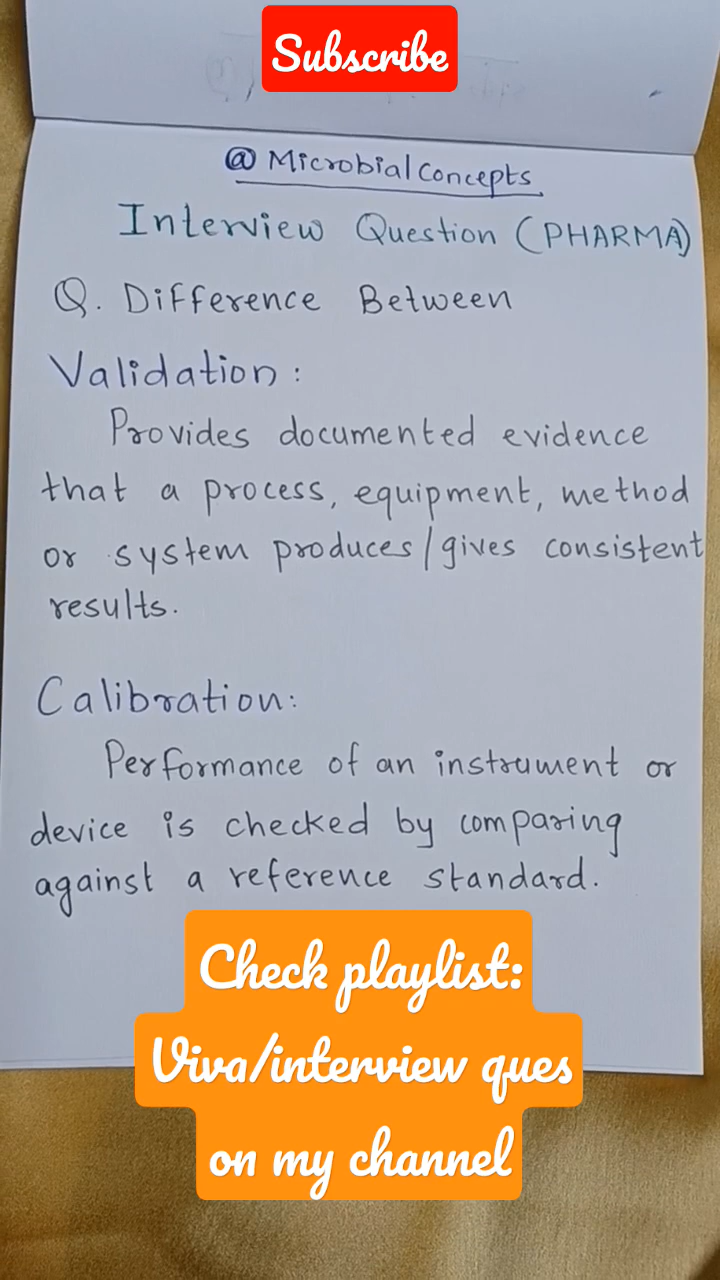 Subscribe
@ Microbial Concepts
Interview Question (PHARMA)
Q. Difference Between
Validation:
Provides documented evidence
that a process, equipment, method
or system produces/gives consistent
results.
Calibration:
Performance of an instrument or
device is checked by comparing
against a reference standard.
Check playlist:
Viva/interview ques
on my channel